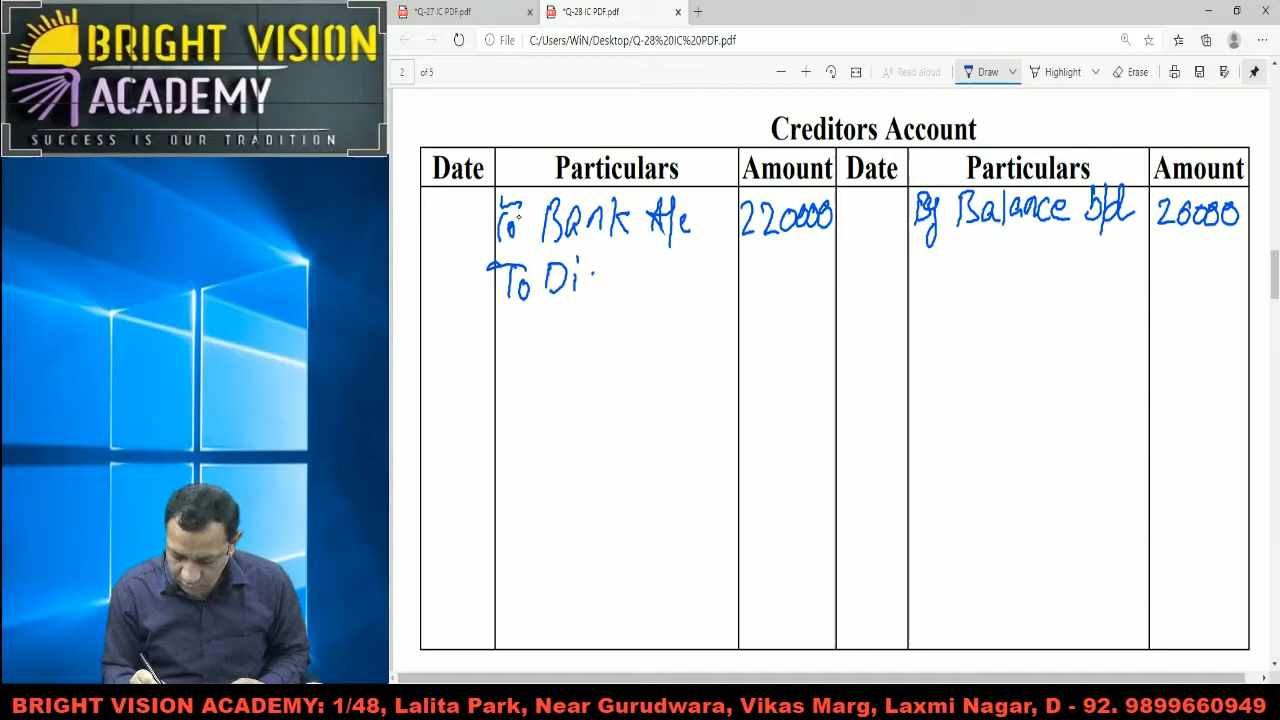 BRIGHT VISION
ACADEMY
SUCCESS IS OUR TRADITION
*Q-27 IC PDF.pdf
*Q-28 IC PDF.pdf
File C:/Users/WiN/Desktop/Q-28%20IC%20PDF.pdf
2 of 5
Read aloud
Draw
Highlight
Erase
Creditors Account
Date Particulars Amount Date Particulars Amount
To Bank A/c 220000 By Balance b/d 20000
To Di
BRIGHT VISION ACADEMY: 1/48, Lalita Park, Near Gurudwara, Vikas Marg, Laxmi Nagar, D - 92. 9899660949